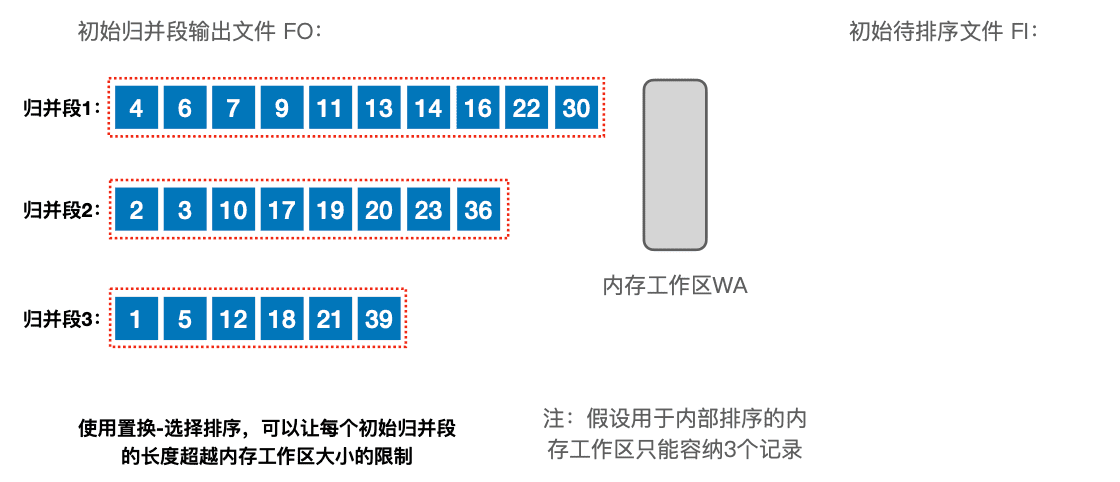 初始归并段输出文件 FO：
初始待排序文件 FI：
归并段1： 4 6 7 9 11 13 14 16 22 30
归并段2： 2 3 10 17 19 20 23 36
归并段3： 1 5 12 18 21 39
内存工作区WA
使用置换-选择排序，可以让每个初始归并段
的长度超越内存工作区大小的限制
注：假设用于内部排序的内
存工作区只能容纳3个记录